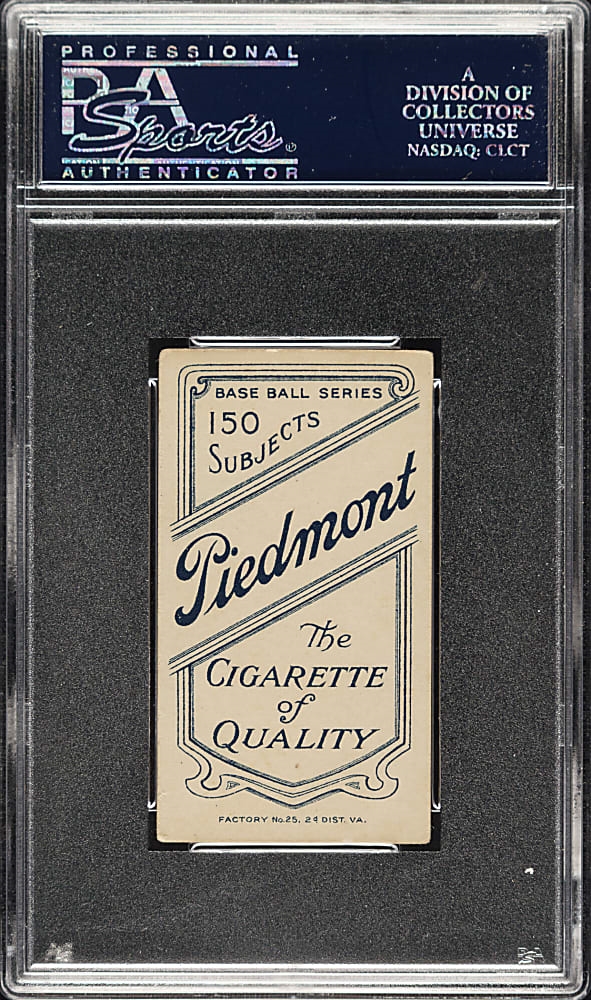 PROFESSIONAL
PSA
Sports
AUTHENTICATOR
A
DIVISION OF
COLLECTORS
UNIVERSE
NASDAQ: CLCT
BASE BALL SERIES
150
SUBJECTS
Piedmont
The
CIGARETTE
of
QUALITY
FACTORY No. 25, 2d DIST. VA.